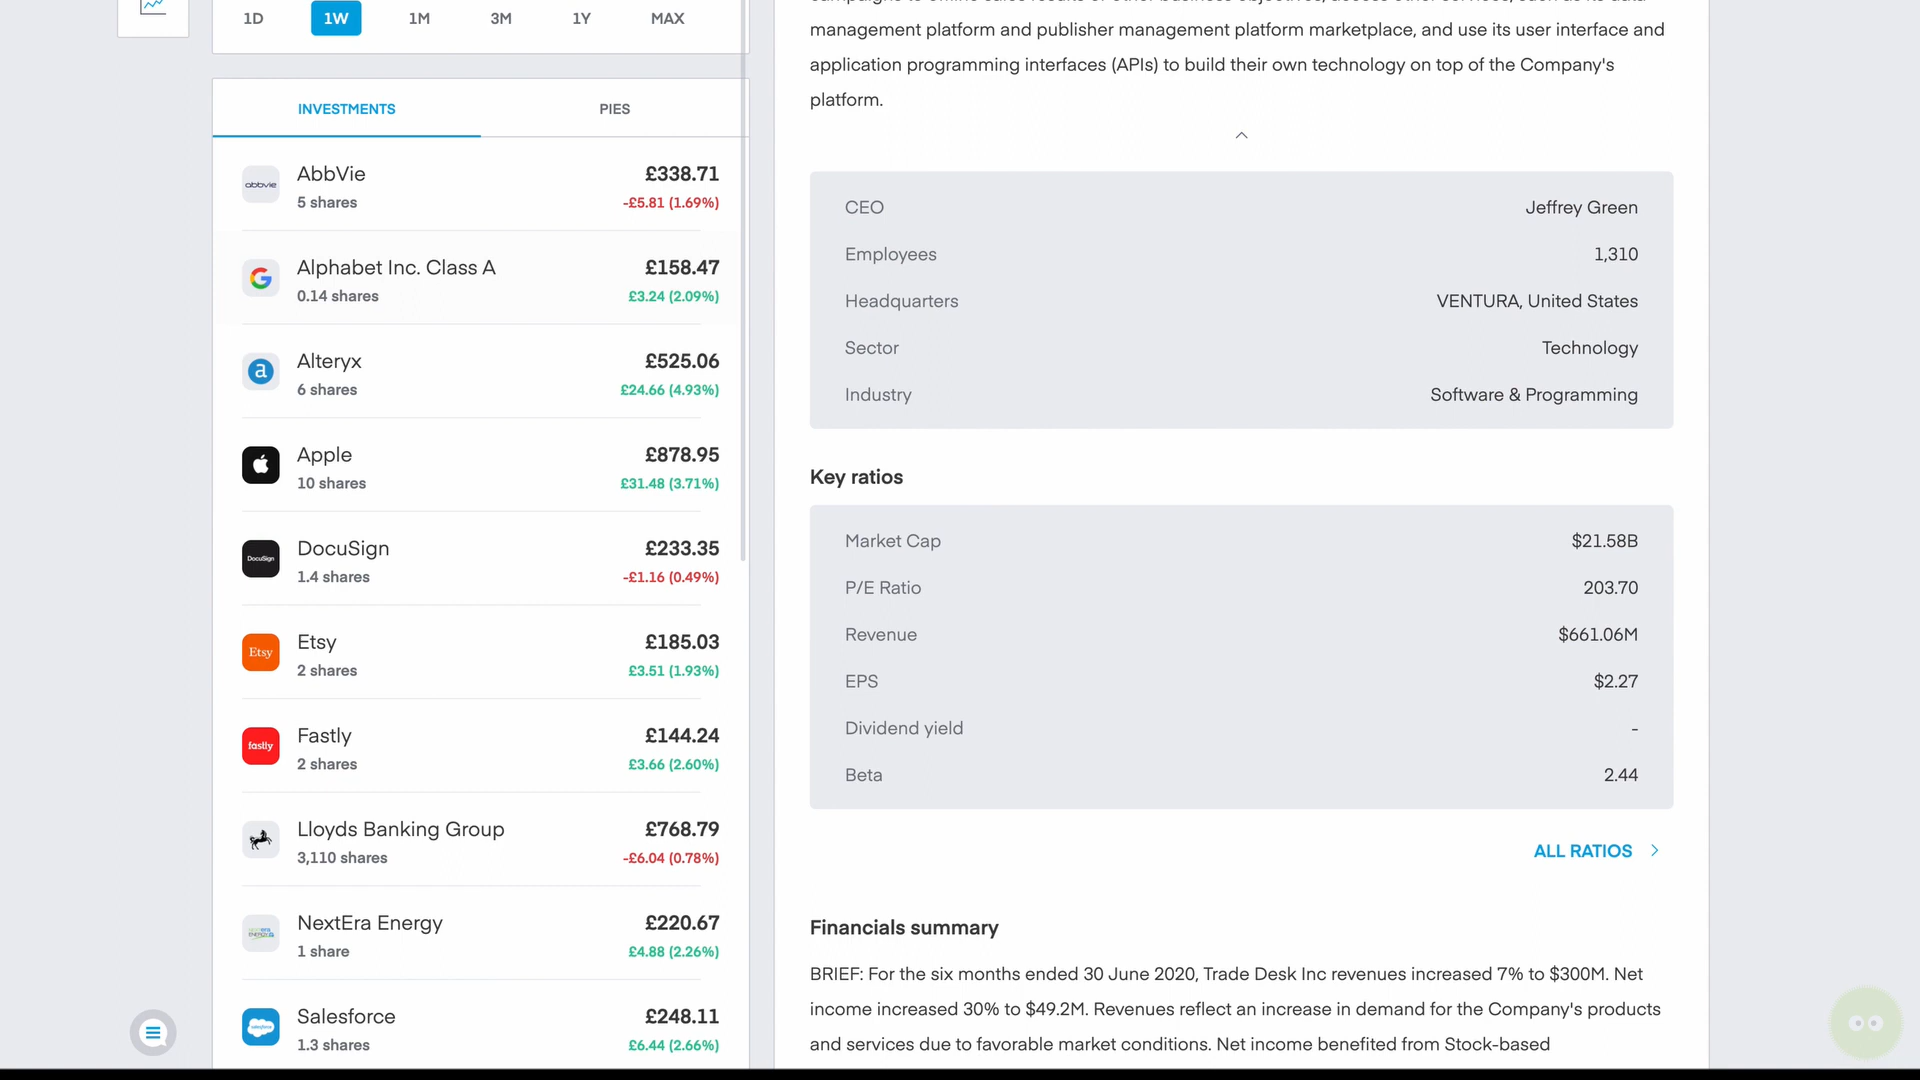 1D 1W 1M 3M 1Y MAX
INVESTMENTS PIES
abbvie
AbbVie £338.71
5 shares -£5.81 (1.69%)
Alphabet Inc. Class A £158.47
0.14 shares £3.24 (2.09%)
a
Alteryx £525.06
6 shares £24.66 (4.93%)
Apple £878.95
10 shares £31.48 (3.71%)
DocuSign
DocuSign £233.35
1.4 shares -£1.16 (0.49%)
Etsy
Etsy £185.03
2 shares £3.51 (1.93%)
fastly
Fastly £144.24
2 shares £3.66 (2.60%)
Lloyds Banking Group £768.79
3,110 shares -£6.04 (0.78%)
NextEra Energy £220.67
1 share £4.88 (2.26%)
salesforce
Salesforce £248.11
1.3 shares £6.44 (2.66%)
management platform and publisher management platform marketplace, and use its user interface and
application programming interfaces (APIs) to build their own technology on top of the Company's
platform.
CEO Jeffrey Green
Employees 1,310
Headquarters VENTURA, United States
Sector Technology
Industry Software & Programming
Key ratios
Market Cap $21.58B
P/E Ratio 203.70
Revenue $661.06M
EPS $2.27
Dividend yield -
Beta 2.44
ALL RATIOS
Financials summary
BRIEF: For the six months ended 30 June 2020, Trade Desk Inc revenues increased 7% to $300M. Net
income increased 30% to $49.2M. Revenues reflect an increase in demand for the Company's products
and services due to favorable market conditions. Net income benefited from Stock-based